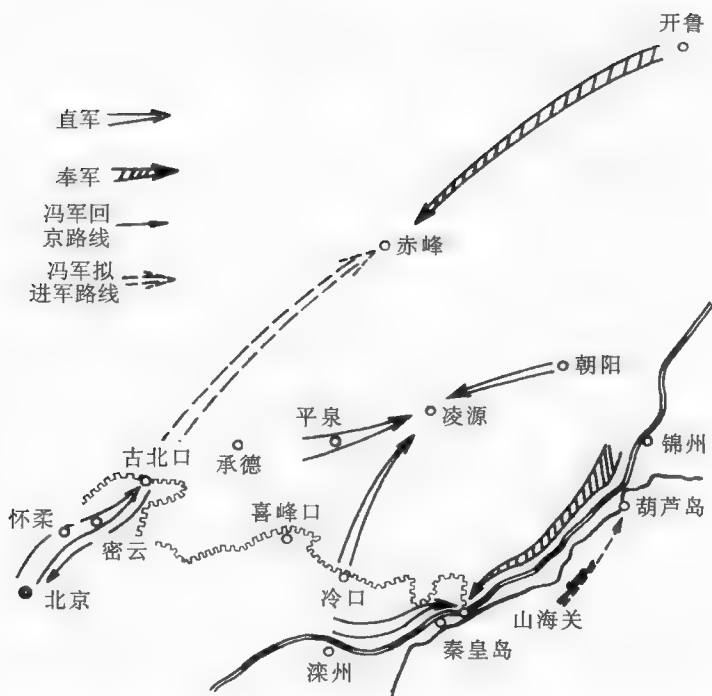 开鲁
直军
奉军
冯军回
京路线
冯军拟
进军路线
赤峰
朝阳
平泉
凌源
承德
古北口
锦州
怀柔
喜峰口
葫芦岛
密云
北京
冷口
山海关
秦皇岛
滦州